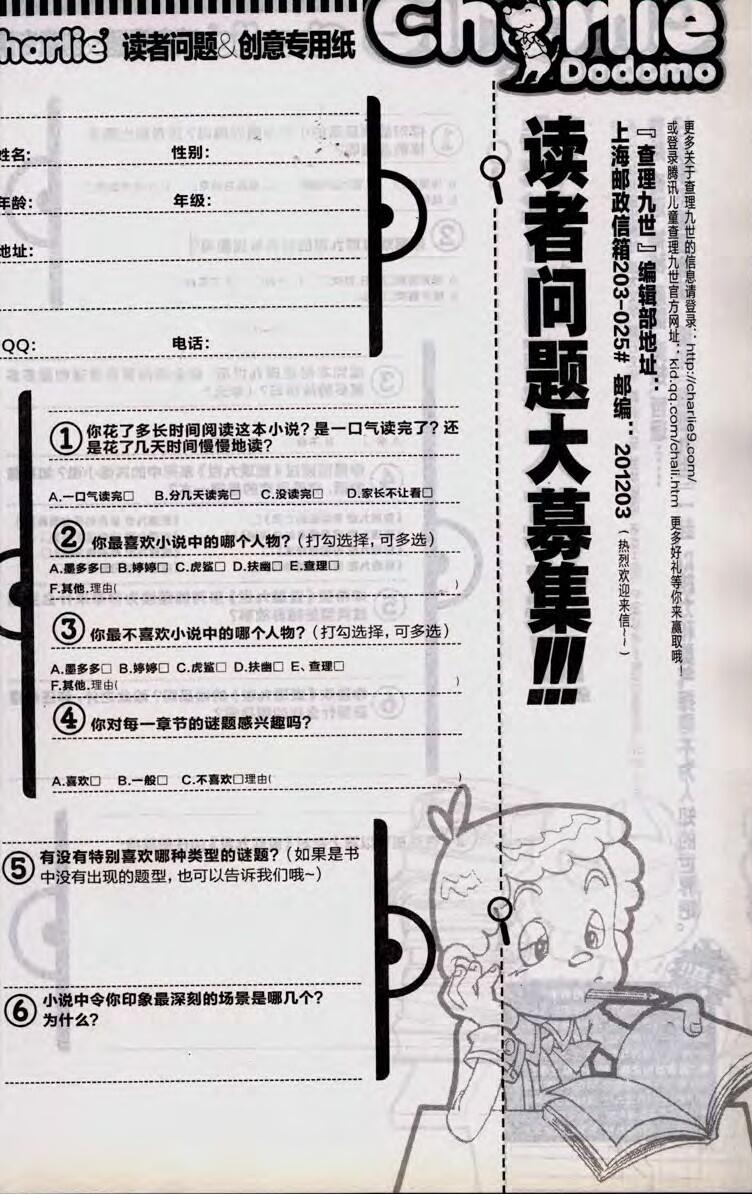 Charlie 读者问题&创意专用纸
Charlie
Dodomo
读者问题大募集!!!
更多关于查理九世的信息请登录：http://charlie9.com/
或登录腾讯儿童查理九世官方网址：kid.qq.com/chali.htm 更多好礼等你来赢取哦！
『查理九世』编辑部地址：
上海邮政信箱203-025# 邮编：201203（热烈欢迎来信~~）
姓名： 性别：
年龄： 年级：
地址：
QQ： 电话：
① 你花了多长时间阅读这本小说？是一口气读完了？还
是花了几天时间慢慢地读？
A.一口气读完□ B.分几天读完□ C.没读完□ D.家长不让看□
② 你最喜欢小说中的哪个人物？（打勾选择，可多选）
A.墨多多□ B.婷婷□ C.虎鲨□ D.扶幽□ E.查理□
F.其他.理由( )
③ 你最不喜欢小说中的哪个人物？（打勾选择，可多选）
A.墨多多□ B.婷婷□ C.虎鲨□ D.扶幽□ E、查理□
F.其他.理由( )
④ 你对每一章节的谜题感兴趣吗？
A.喜欢□ B.一般□ C.不喜欢□理由( )
⑤ 有没有特别喜欢哪种类型的谜题？（如果是书
中没有出现的题型，也可以告诉我们哦~）
⑥ 小说中令你印象最深刻的场景是哪几个？
为什么？